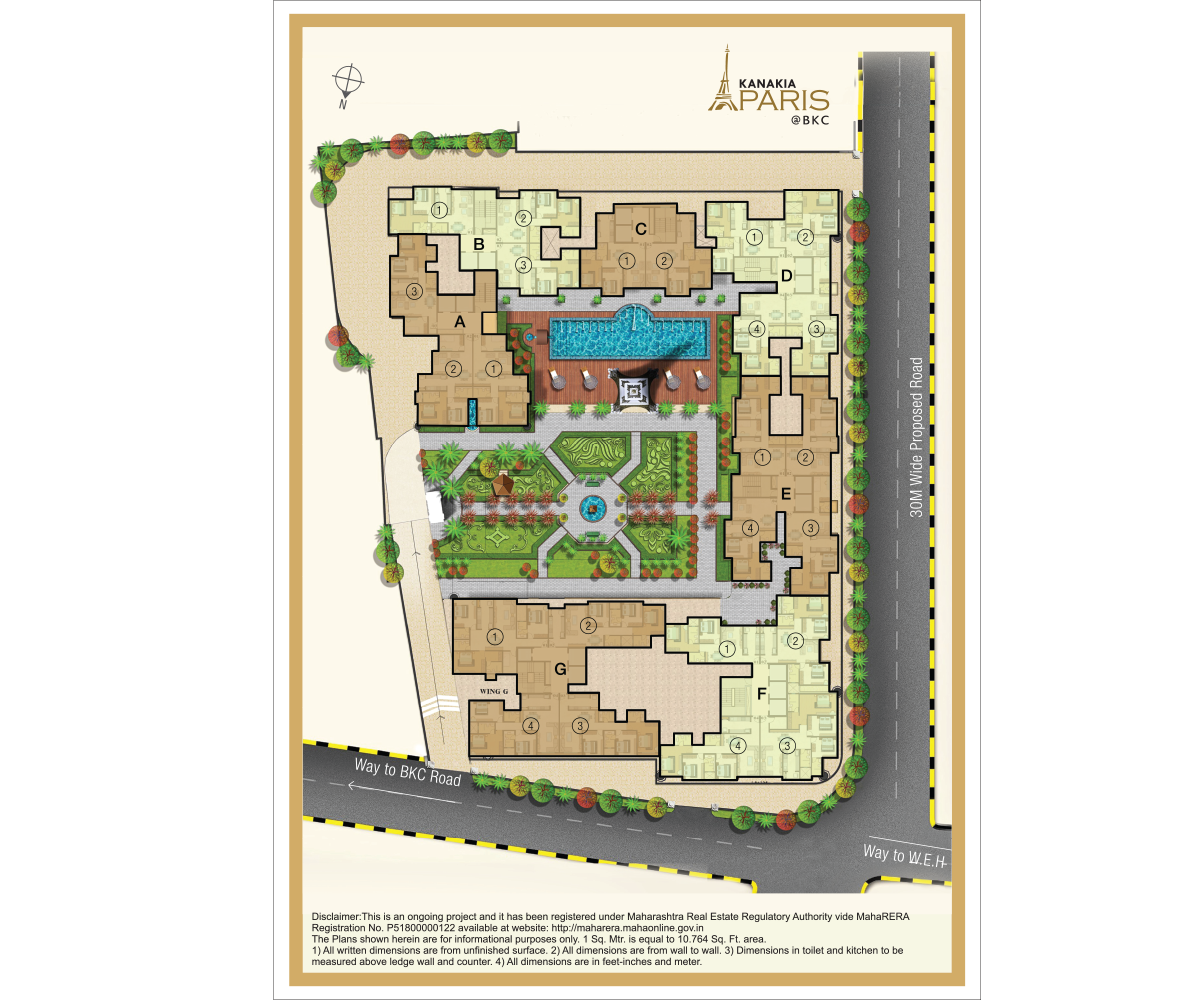 KANAKIA
PARIS
@BKC
N
1
2
B
3
C
1
2
1
2
D
4
3
3
A
2
1
1
2
E
4
3
30M Wide Proposed Road
1
2
G
WING G
4
3
1
2
F
4
3
Way to BKC Road
Way to W.E.H
Disclaimer:This is an ongoing project and it has been registered under Maharashtra Real Estate Regulatory Authority vide MahaRERA
Registration No. P51800000122 available at website: http://maharera.mahaonline.gov.in
The Plans shown herein are for informational purposes only. 1 Sq. Mtr. is equal to 10.764 Sq. Ft. area.
1) All written dimensions are from unfinished surface. 2) All dimensions are from wall to wall. 3) Dimensions in toilet and kitchen to be
measured above ledge wall and counter. 4) All dimensions are in feet-inches and meter.